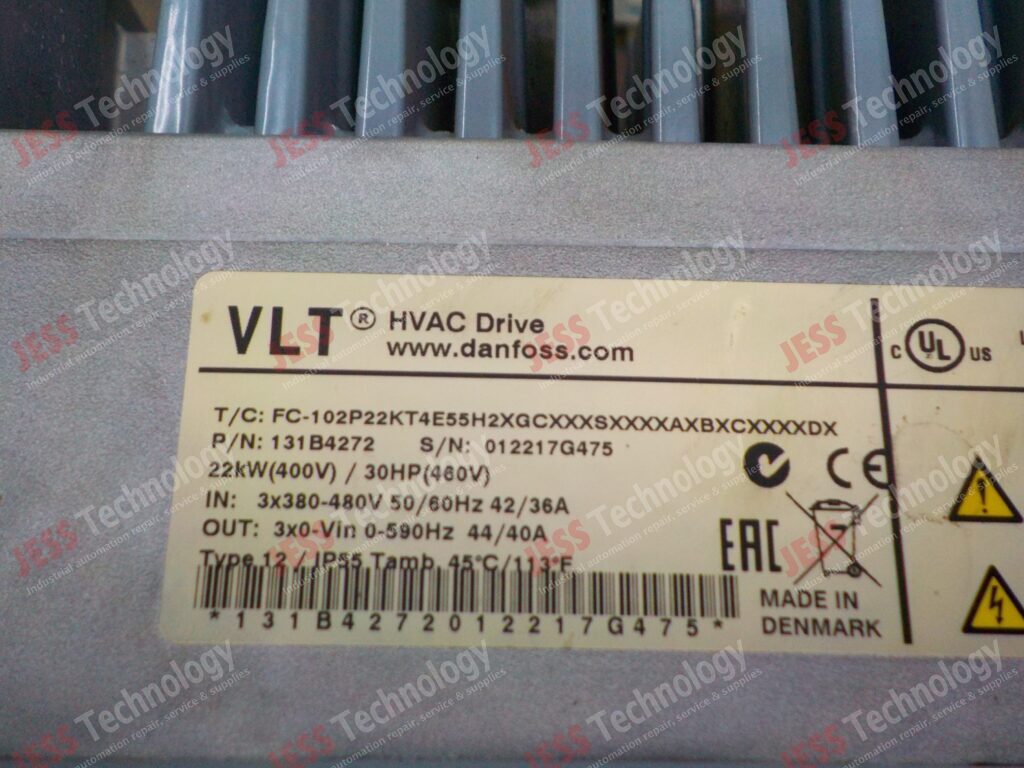 VLT® HVAC Drive
www.danfoss.com
C UL US
T/C: FC-102P22KT4E55H2XGCXXXSXXXXAXBXCXXXXDX
P/N: 131B4272 S/N: 012217G475
22kW(400V) / 30HP(460V)
IN: 3x380-480V 50/60Hz 42/36A
OUT: 3x0-Vin 0-590Hz 44/40A
Type 12 / IP55 Tamb. 45°C/113°F
*131B4272012217G475*
CE
EAC
MADE IN
DENMARK
JESS Technology
Industrial automation repair, service & supplies